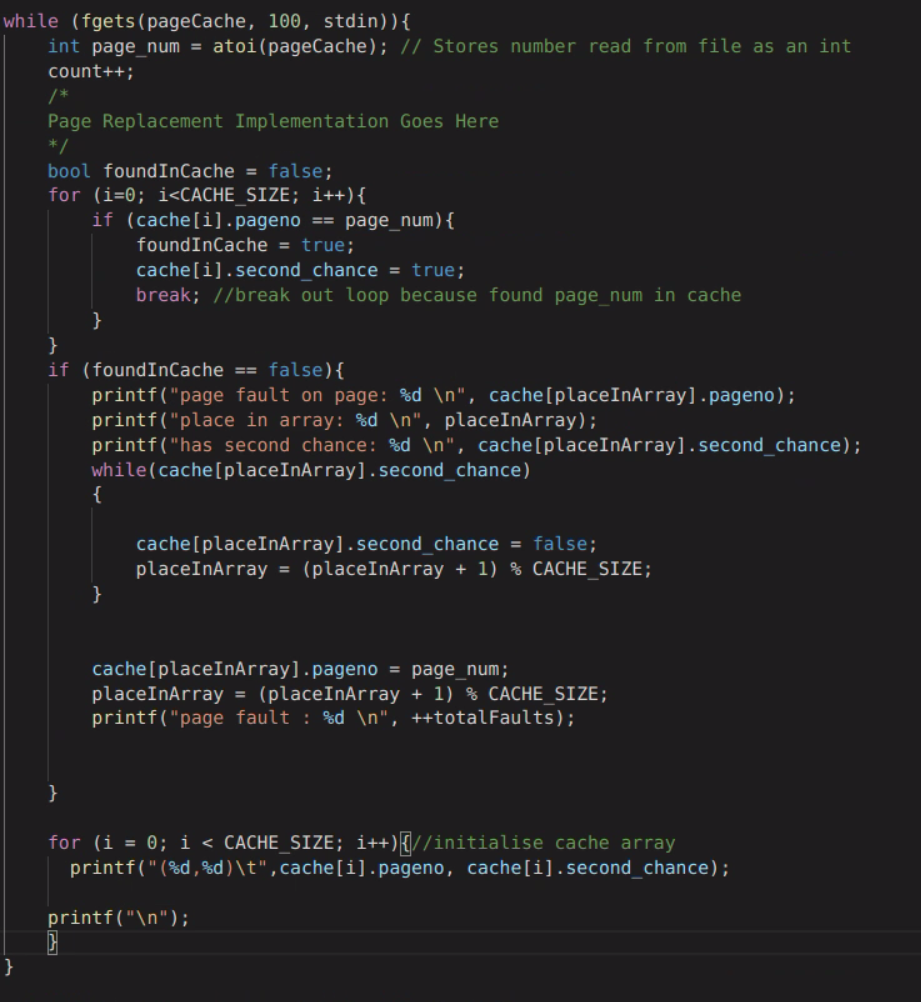 while (fgets(pageCache, 100, stdin)){
    int page_num = atoi(pageCache); // Stores number read from file as an int
    count++;
    /*
    Page Replacement Implementation Goes Here
    */
    bool foundInCache = false;
    for (i=0; i<CACHE_SIZE; i++){
        if (cache[i].pageno == page_num){
            foundInCache = true;
            cache[i].second_chance = true;
            break; //break out loop because found page_num in cache
        }
    }
    if (foundInCache == false){
        printf("page fault on page: %d \n", cache[placeInArray].pageno);
        printf("place in array: %d \n", placeInArray);
        printf("has second chance: %d \n", cache[placeInArray].second_chance);
        while(cache[placeInArray].second_chance)
        {
            cache[placeInArray].second_chance = false;
            placeInArray = (placeInArray + 1) % CACHE_SIZE;
        }
        cache[placeInArray].pageno = page_num;
        placeInArray = (placeInArray + 1) % CACHE_SIZE;
        printf("page fault : %d \n", ++totalFaults);
    }
    for (i = 0; i < CACHE_SIZE; i++){//initialise cache array
      printf("(%d,%d)\t",cache[i].pageno, cache[i].second_chance);
    printf("\n");
    }
}